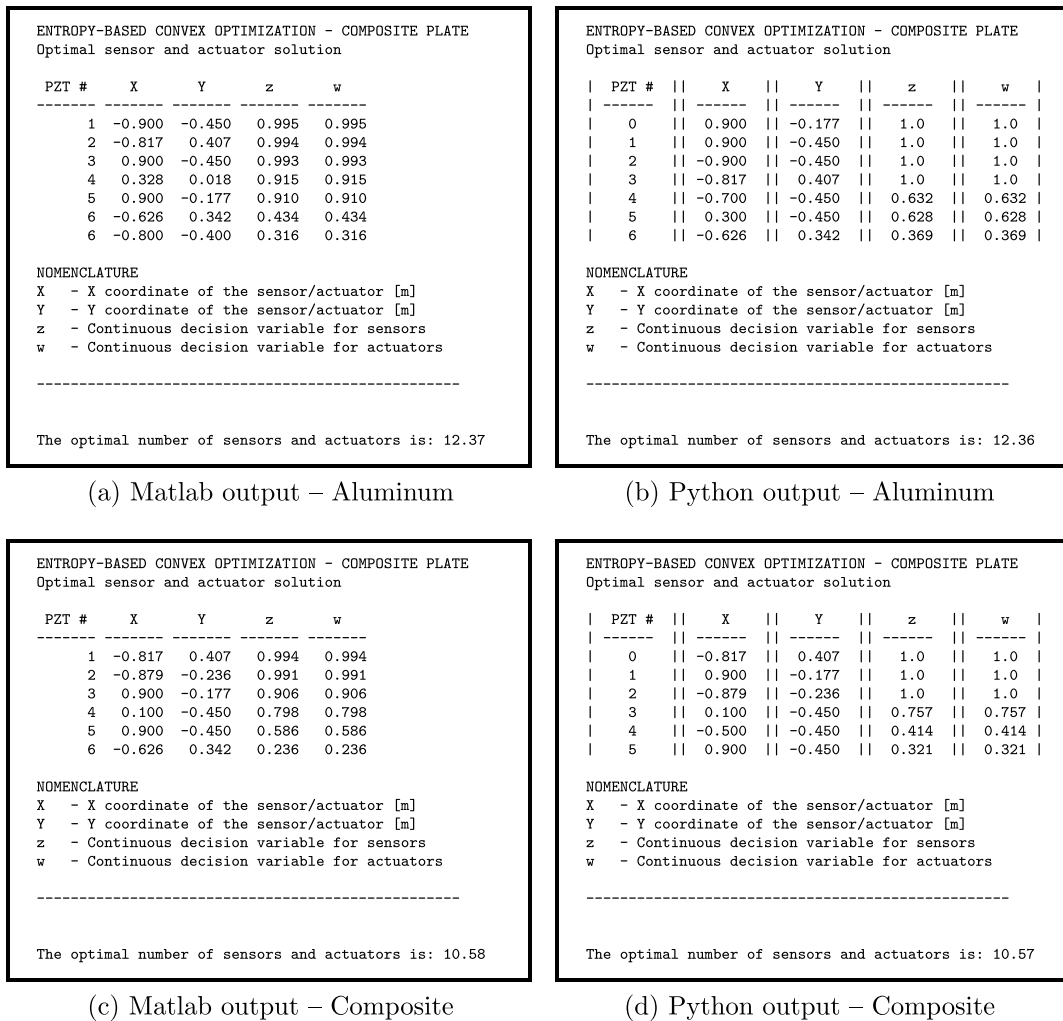 ENTROPY-BASED CONVEX OPTIMIZATION - COMPOSITE PLATE
Optimal sensor and actuator solution
PZT # X Y z w
------- ------- ------- ------- -------
1 -0.900 -0.450 0.995 0.995
2 -0.817 0.407 0.994 0.994
3 0.900 -0.450 0.993 0.993
4 0.328 0.018 0.915 0.915
5 0.900 -0.177 0.910 0.910
6 -0.626 0.342 0.434 0.434
6 -0.800 -0.400 0.316 0.316
NOMENCLATURE
X - X coordinate of the sensor/actuator [m]
Y - Y coordinate of the sensor/actuator [m]
z - Continuous decision variable for sensors
w - Continuous decision variable for actuators
--------------------------------------------------
The optimal number of sensors and actuators is: 12.37
(a) Matlab output – Aluminum
ENTROPY-BASED CONVEX OPTIMIZATION - COMPOSITE PLATE
Optimal sensor and actuator solution
| PZT # || X || Y || z || w |
| ------ || ------ || ------ || ------ || ------ |
| 0 || 0.900 || -0.177 || 1.0 || 1.0 |
| 1 || 0.900 || -0.450 || 1.0 || 1.0 |
| 2 || -0.900 || -0.450 || 1.0 || 1.0 |
| 3 || -0.817 || 0.407 || 1.0 || 1.0 |
| 4 || -0.700 || -0.450 || 0.632 || 0.632 |
| 5 || 0.300 || -0.450 || 0.628 || 0.628 |
| 6 || -0.626 || 0.342 || 0.369 || 0.369 |
NOMENCLATURE
X - X coordinate of the sensor/actuator [m]
Y - Y coordinate of the sensor/actuator [m]
z - Continuous decision variable for sensors
w - Continuous decision variable for actuators
--------------------------------------------------
The optimal number of sensors and actuators is: 12.36
(b) Python output – Aluminum
ENTROPY-BASED CONVEX OPTIMIZATION - COMPOSITE PLATE
Optimal sensor and actuator solution
PZT # X Y z w
------- ------- ------- ------- -------
1 -0.817 0.407 0.994 0.994
2 -0.879 -0.236 0.991 0.991
3 0.900 -0.177 0.906 0.906
4 0.100 -0.450 0.798 0.798
5 0.900 -0.450 0.586 0.586
6 -0.626 0.342 0.236 0.236
NOMENCLATURE
X - X coordinate of the sensor/actuator [m]
Y - Y coordinate of the sensor/actuator [m]
z - Continuous decision variable for sensors
w - Continuous decision variable for actuators
--------------------------------------------------
The optimal number of sensors and actuators is: 10.58
(c) Matlab output – Composite
ENTROPY-BASED CONVEX OPTIMIZATION - COMPOSITE PLATE
Optimal sensor and actuator solution
| PZT # || X || Y || z || w |
| ------ || ------ || ------ || ------ || ------ |
| 0 || -0.817 || 0.407 || 1.0 || 1.0 |
| 1 || 0.900 || -0.177 || 1.0 || 1.0 |
| 2 || -0.879 || -0.236 || 1.0 || 1.0 |
| 3 || 0.100 || -0.450 || 0.757 || 0.757 |
| 4 || -0.500 || -0.450 || 0.414 || 0.414 |
| 5 || 0.900 || -0.450 || 0.321 || 0.321 |
NOMENCLATURE
X - X coordinate of the sensor/actuator [m]
Y - Y coordinate of the sensor/actuator [m]
z - Continuous decision variable for sensors
w - Continuous decision variable for actuators
--------------------------------------------------
The optimal number of sensors and actuators is: 10.57
(d) Python output – Composite